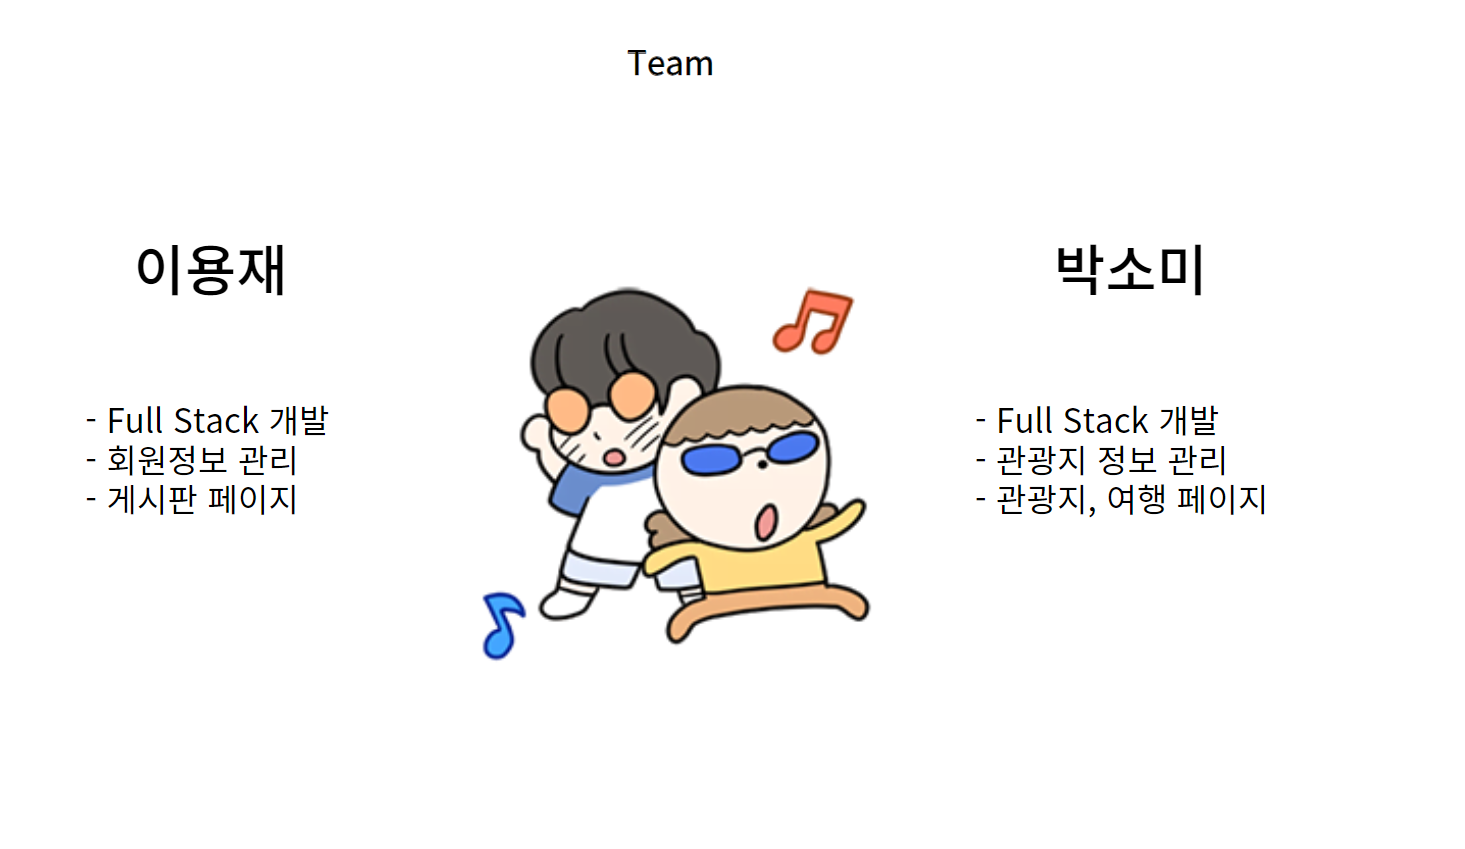 Team
이용재
- Full Stack 개발
- 회원정보 관리
- 게시판 페이지
박소미
- Full Stack 개발
- 관광지 정보 관리
- 관광지, 여행 페이지